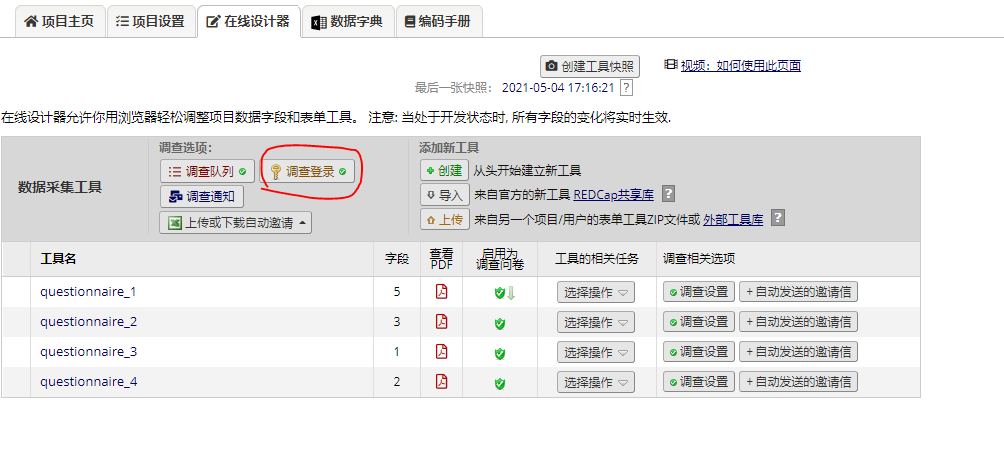 项目主页 项目设置 在线设计器 数据字典 编码手册
创建工具快照 视频：如何使用此页面
最后一张快照： 2021-05-04 17:16:21 ?
在线设计器允许你用浏览器轻松调整项目数据字段和表单工具。 注意: 当处于开发状态时, 所有字段的变化将实时生效.
数据采集工具
调查选项：
调查队列 调查登录
调查通知
上传或下载自动邀请
添加新工具
+ 创建 从头开始建立新工具
导入 来自官方的新工具 REDCap共享库 ?
上传 来自另一个项目/用户的表单工具ZIP文件或 外部工具库 ?
工具名 字段 查看PDF 启用为调查问卷 工具的相关任务 调查相关选项
questionnaire_1 5 选择操作 调查设置 + 自动发送的邀请信
questionnaire_2 3 选择操作 调查设置 + 自动发送的邀请信
questionnaire_3 1 选择操作 调查设置 + 自动发送的邀请信
questionnaire_4 2 选择操作 调查设置 + 自动发送的邀请信